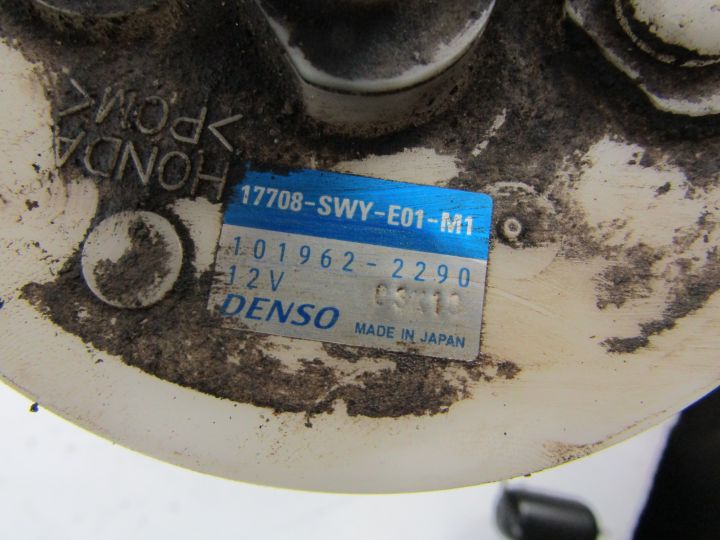 HONDA
>POM<
17708-SWY-E01-M1
101962-2290
12V
DENSO
MADE IN JAPAN